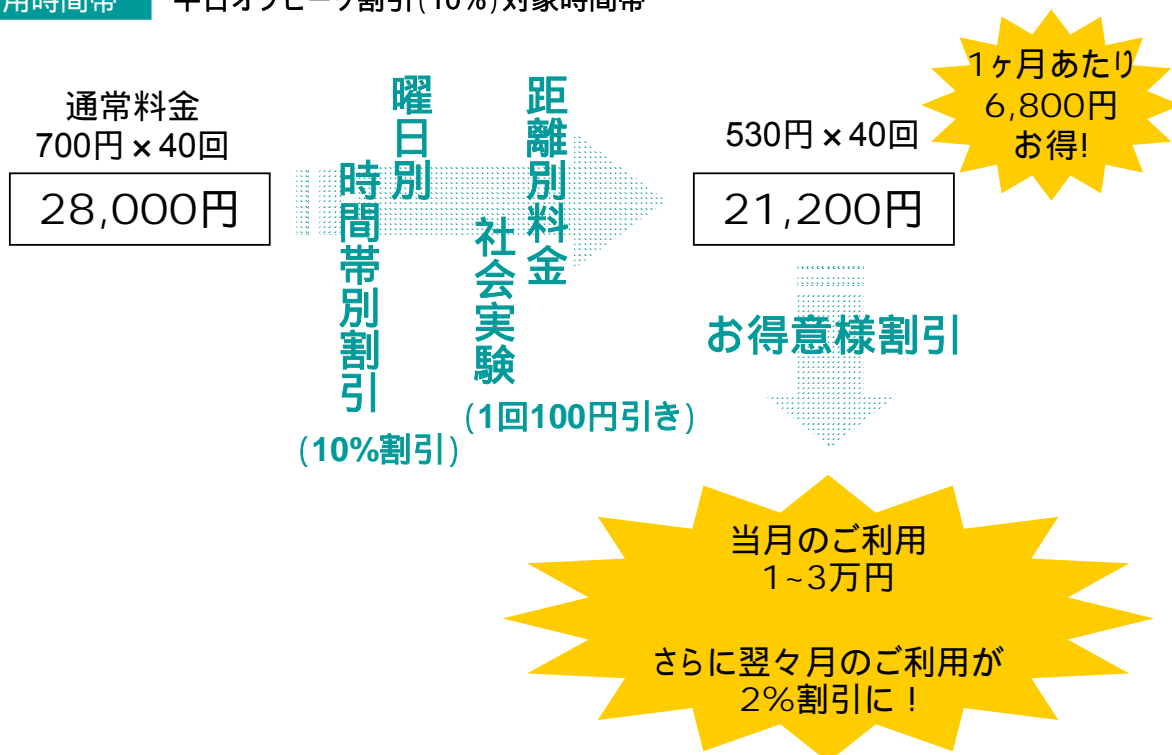 用時間帯 平日オフピーク割引(10%)対象時間帯
1ヶ月あたり
6,800円
お得!
通常料金
700円×40回
28,000円
曜日別
時間帯別割引
(10%割引)
距離別料金
社会実験
(1回100円引き)
530円×40回
21,200円
お得意様割引
当月のご利用
1~3万円
さらに翌々月のご利用が
2%割引に!